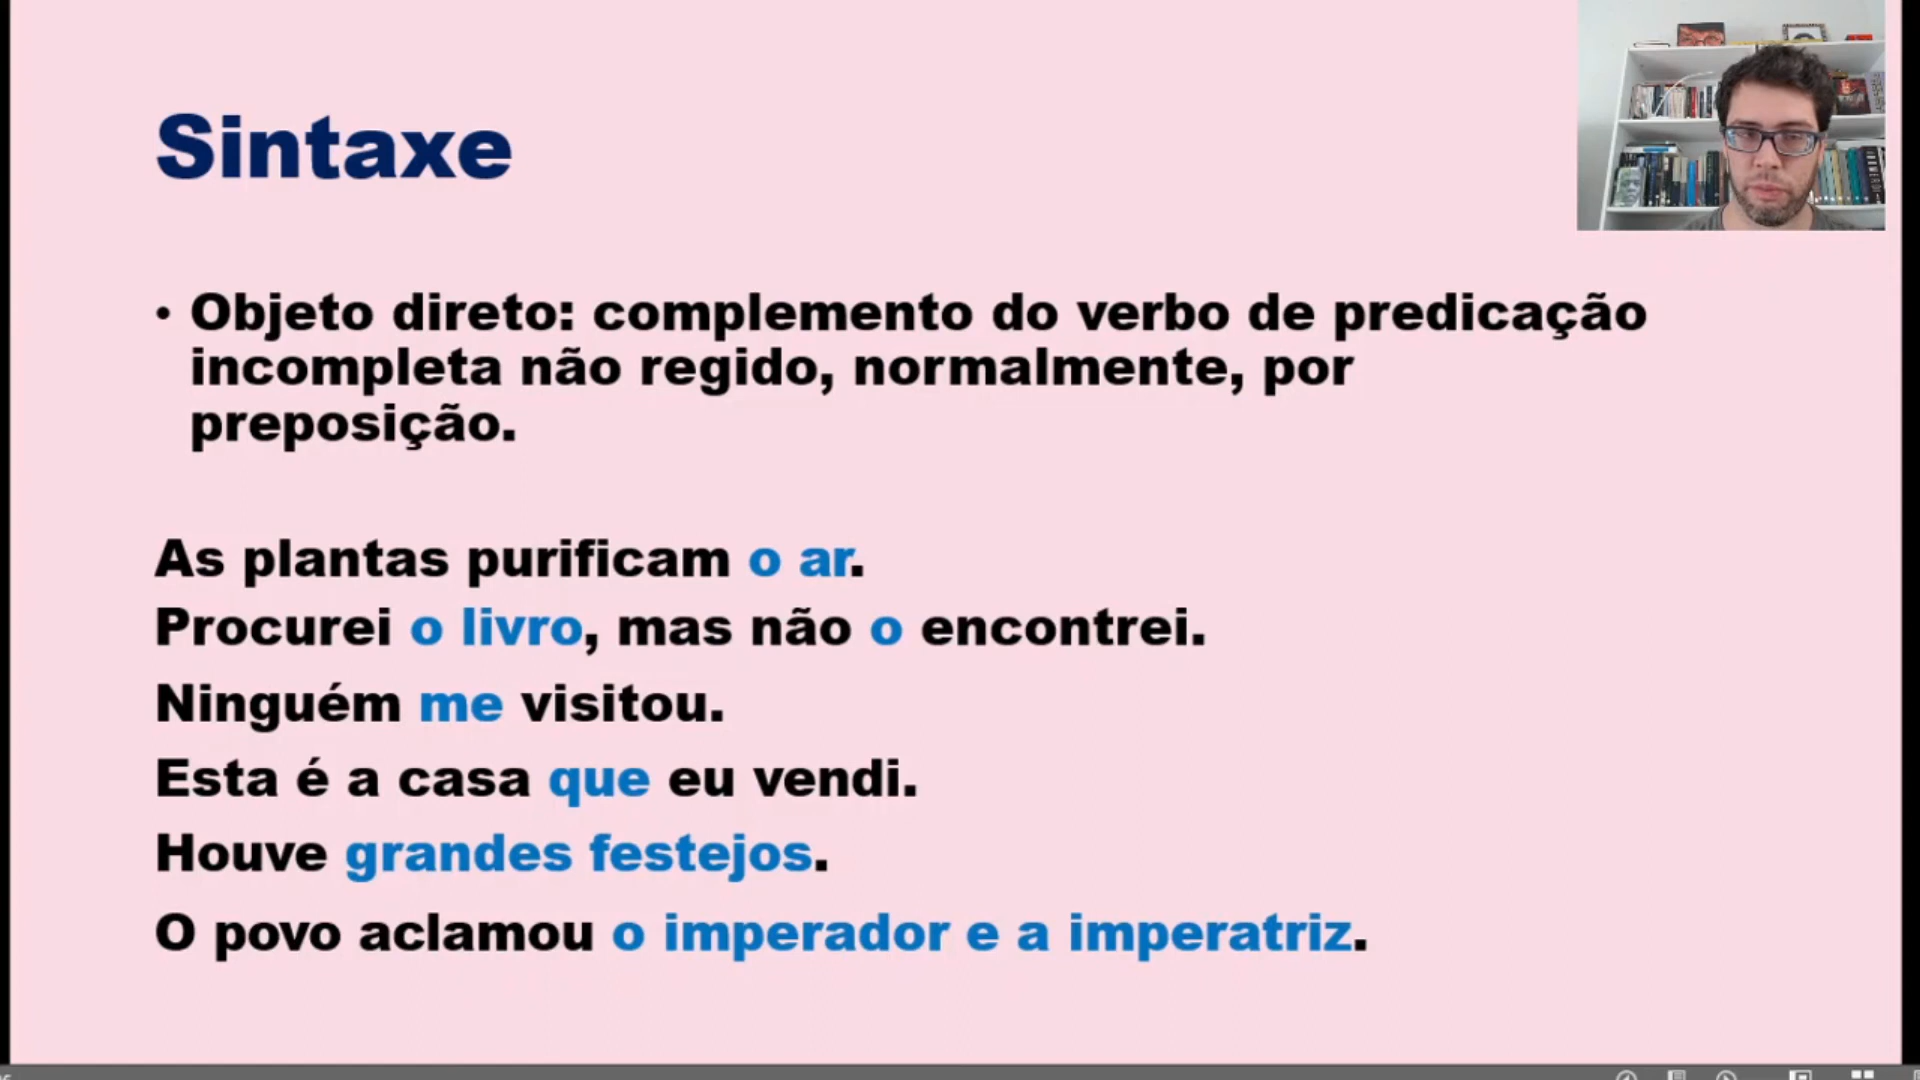 Sintaxe
• Objeto direto: complemento do verbo de predicação
incompleta não regido, normalmente, por
preposição.
As plantas purificam o ar.
Procurei o livro, mas não o encontrei.
Ninguém me visitou.
Esta é a casa que eu vendi.
Houve grandes festejos.
O povo aclamou o imperador e a imperatriz.